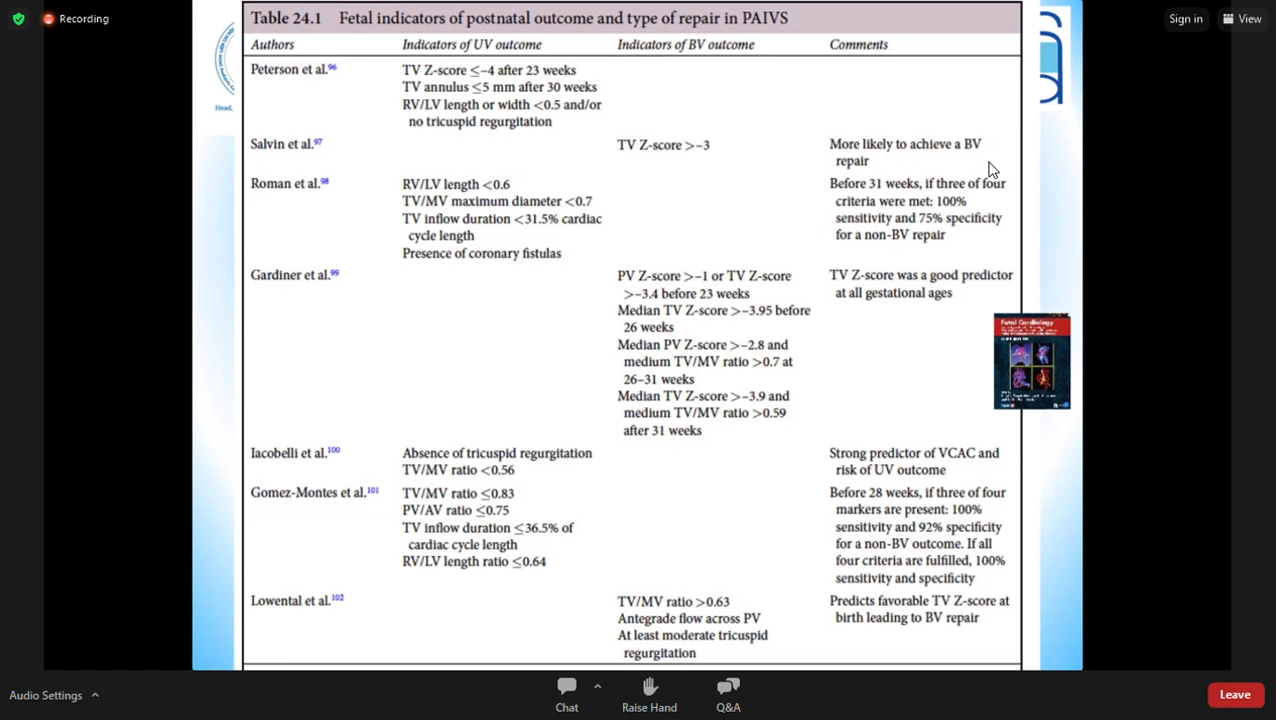 Recording
Sign in
View
Table 24.1 Fetal indicators of postnatal outcome and type of repair in PAIVS
Authors Indicators of UV outcome Indicators of BV outcome Comments
Peterson et al.96 TV Z-score ≤–4 after 23 weeks
TV annulus ≤5 mm after 30 weeks
RV/LV length or width <0.5 and/or
no tricuspid regurgitation
Salvin et al.97 TV Z-score >–3 More likely to achieve a BV
repair
Roman et al.98 RV/LV length <0.6 Before 31 weeks, if three of four
TV/MV maximum diameter <0.7 criteria were met: 100%
TV inflow duration <31.5% cardiac sensitivity and 75% specificity
cycle length for a non-BV repair
Presence of coronary fistulas
Gardiner et al.99 PV Z-score >–1 or TV Z-score TV Z-score was a good predictor
>–3.4 before 23 weeks at all gestational ages
Median TV Z-score >–3.95 before
26 weeks
Median PV Z-score >–2.8 and
medium TV/MV ratio >0.7 at
26–31 weeks
Median TV Z-score >–3.9 and
medium TV/MV ratio >0.59
after 31 weeks
Iacobelli et al.100 Absence of tricuspid regurgitation Strong predictor of VCAC and
TV/MV ratio <0.56 risk of UV outcome
Gomez-Montes et al.101 TV/MV ratio ≤0.83 Before 28 weeks, if three of four
PV/AV ratio ≤0.75 markers are present: 100%
TV inflow duration ≤36.5% of sensitivity and 92% specificity
cardiac cycle length for a non-BV outcome. If all
RV/LV length ratio ≤0.64 four criteria are fulfilled, 100%
sensitivity and specificity
Lowental et al.102 TV/MV ratio >0.63 Predicts favorable TV Z-score at
Antegrade flow across PV birth leading to BV repair
At least moderate tricuspid
regurgitation
Head,
Fetal Cardiology
Audio Settings
Chat
Raise Hand
Q&A
Leave